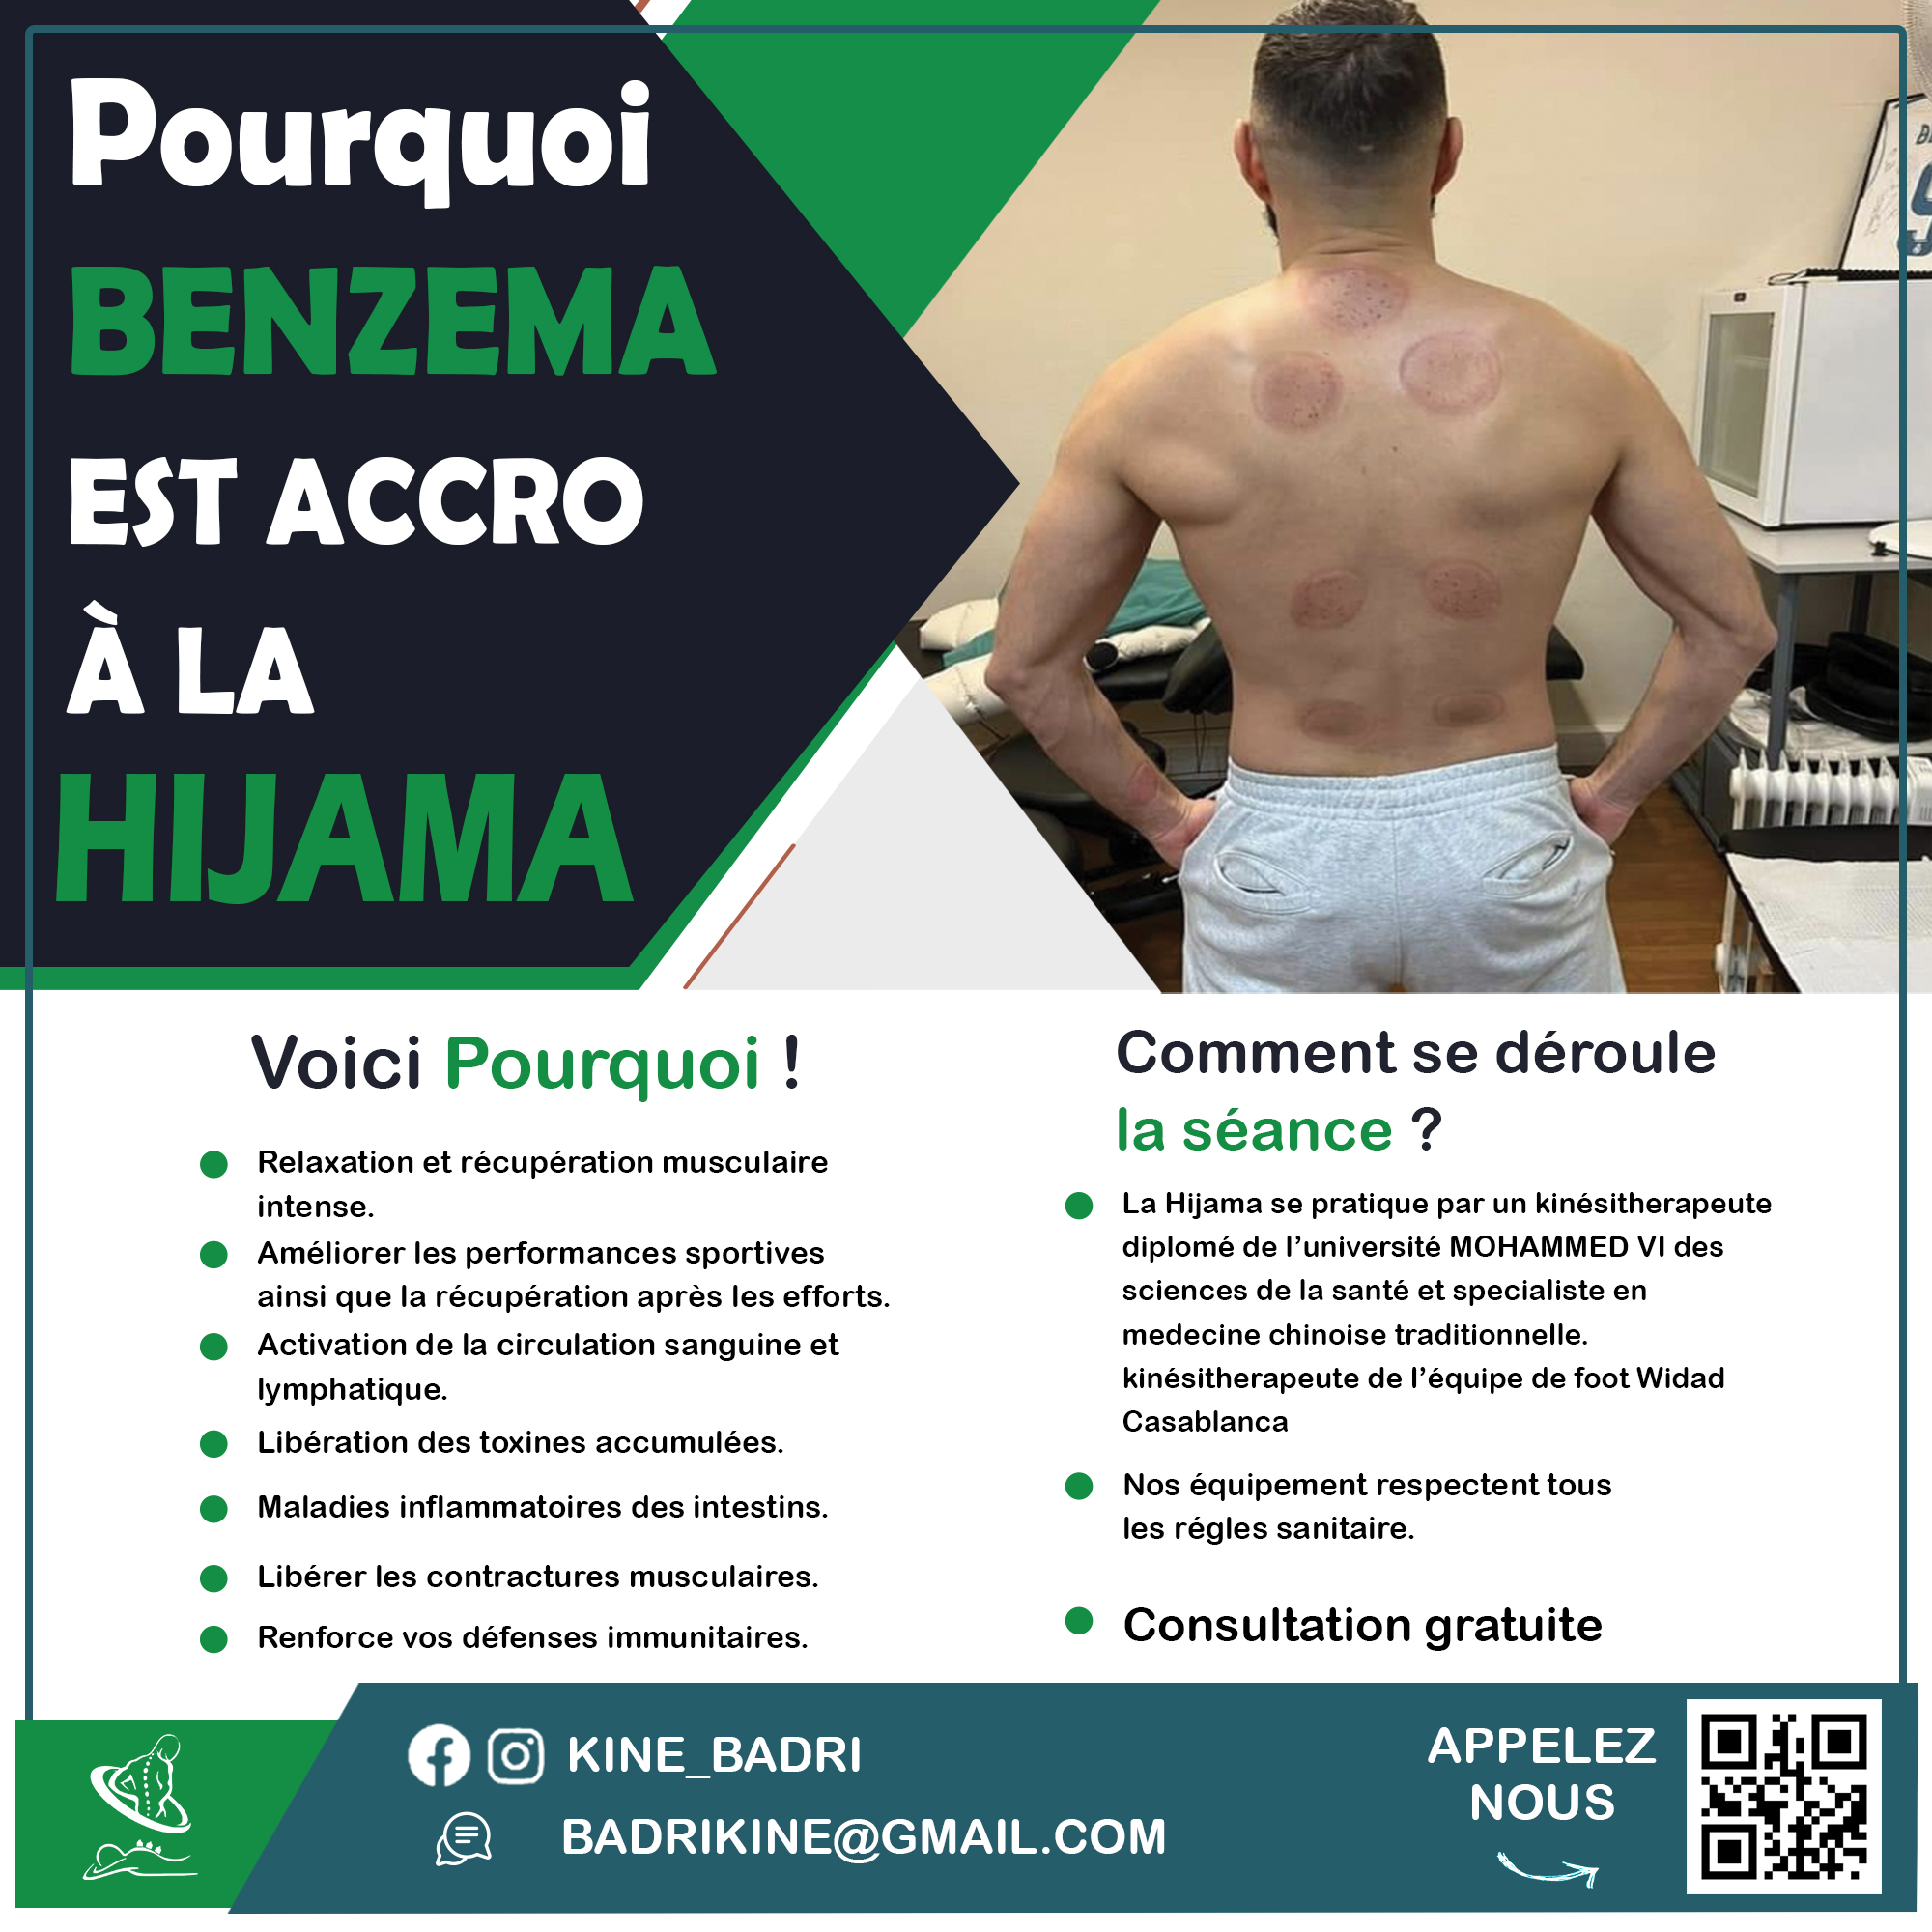 Pourquoi
BENZEMA
EST ACCRO
À LA
HIJAMA
Voici Pourquoi !
Relaxation et récupération musculaire
intense.
Améliorer les performances sportives
ainsi que la récupération après les efforts.
Activation de la circulation sanguine et
lymphatique.
Libération des toxines accumulées.
Maladies inflammatoires des intestins.
Libérer les contractures musculaires.
Renforce vos défenses immunitaires.
Comment se déroule
la séance ?
La Hijama se pratique par un kinésitherapeute
diplomé de l’université MOHAMMED VI des
sciences de la santé et specialiste en
medecine chinoise traditionnelle.
kinésitherapeute de l’équipe de foot Widad
Casablanca
Nos équipement respectent tous
les régles sanitaire.
Consultation gratuite
KINE_BADRI
BADRIKINE@GMAIL.COM
APPELEZ
NOUS